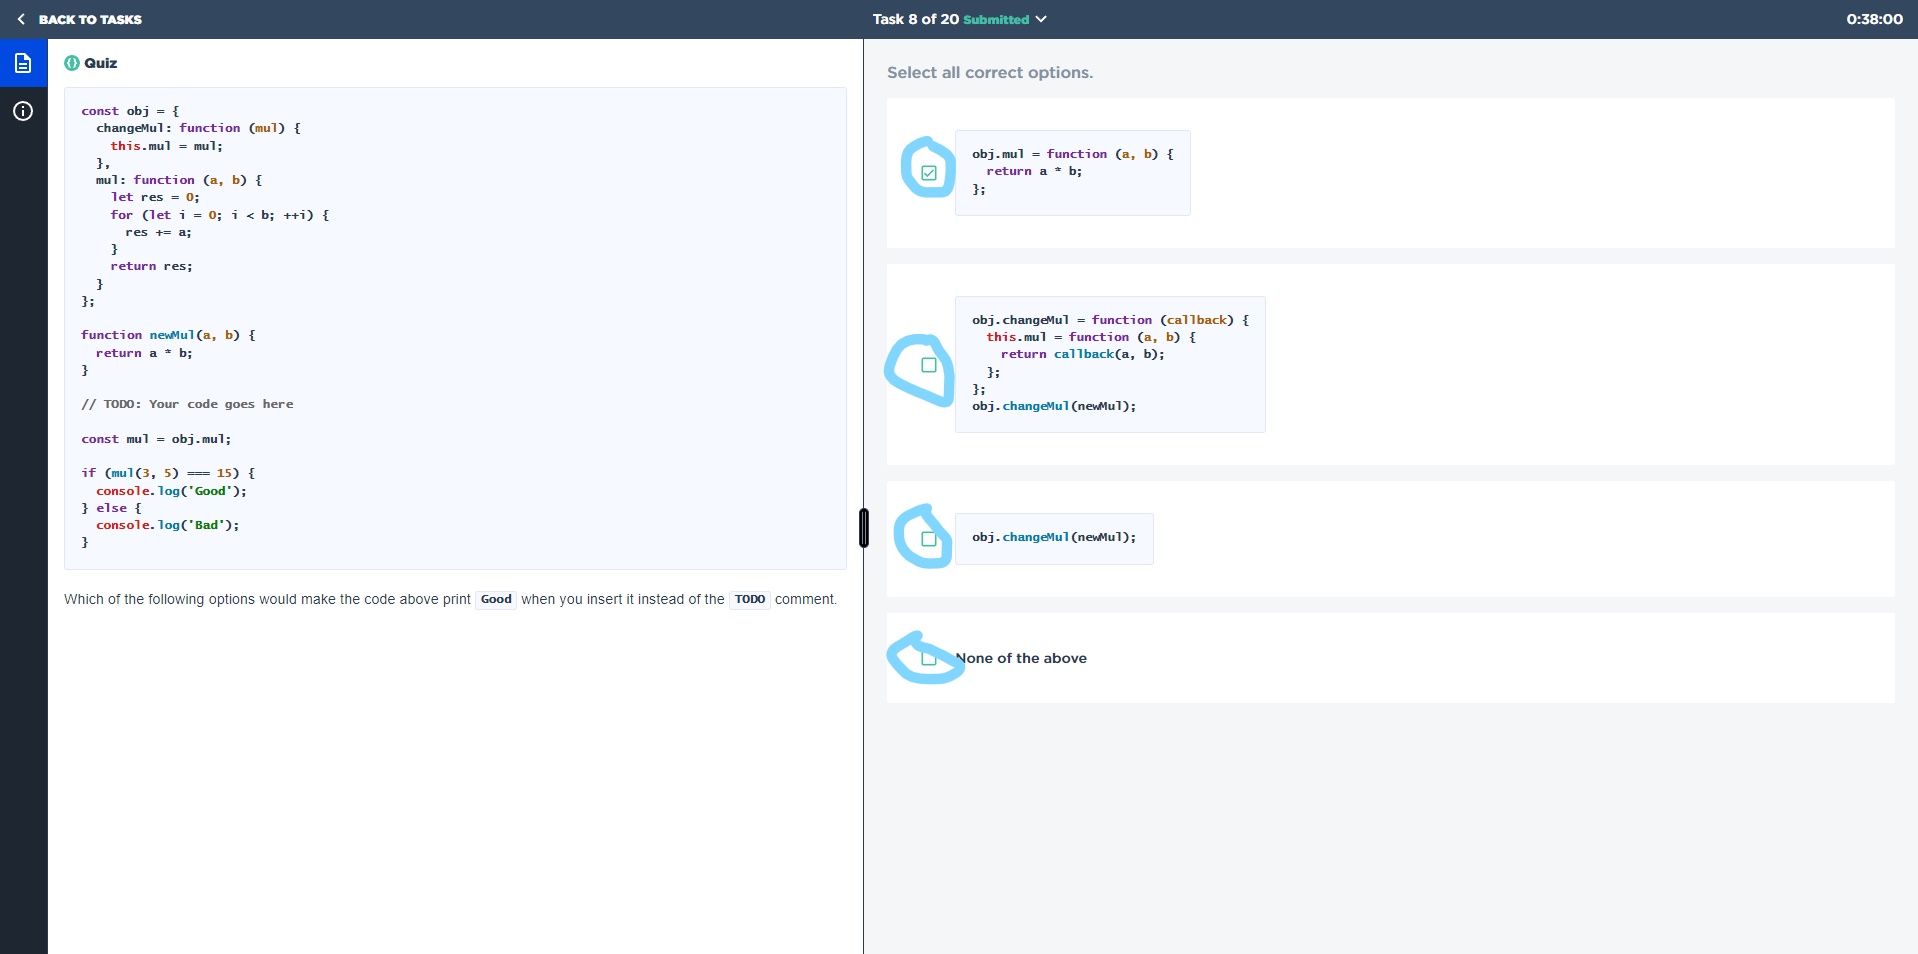 BACK TO TASKS
Task 8 of 20 Submitted
0:38:00
Quiz
const obj = {
  changeMul: function (mul) {
    this.mul = mul;
  },
  mul: function (a, b) {
    let res = 0;
    for (let i = 0; i < b; ++i) {
      res += a;
    }
    return res;
  }
};
function newMul(a, b) {
  return a * b;
}
// TODO: Your code goes here
const mul = obj.mul;
if (mul(3, 5) === 15) {
  console.log('Good');
} else {
  console.log('Bad');
}
Which of the following options would make the code above print Good when you insert it instead of the TODO comment.
Select all correct options.
obj.mul = function (a, b) {
  return a * b;
};
obj.changeMul = function (callback) {
  this.mul = function (a, b) {
    return callback(a, b);
  };
};
obj.changeMul(newMul);
obj.changeMul(newMul);
None of the above